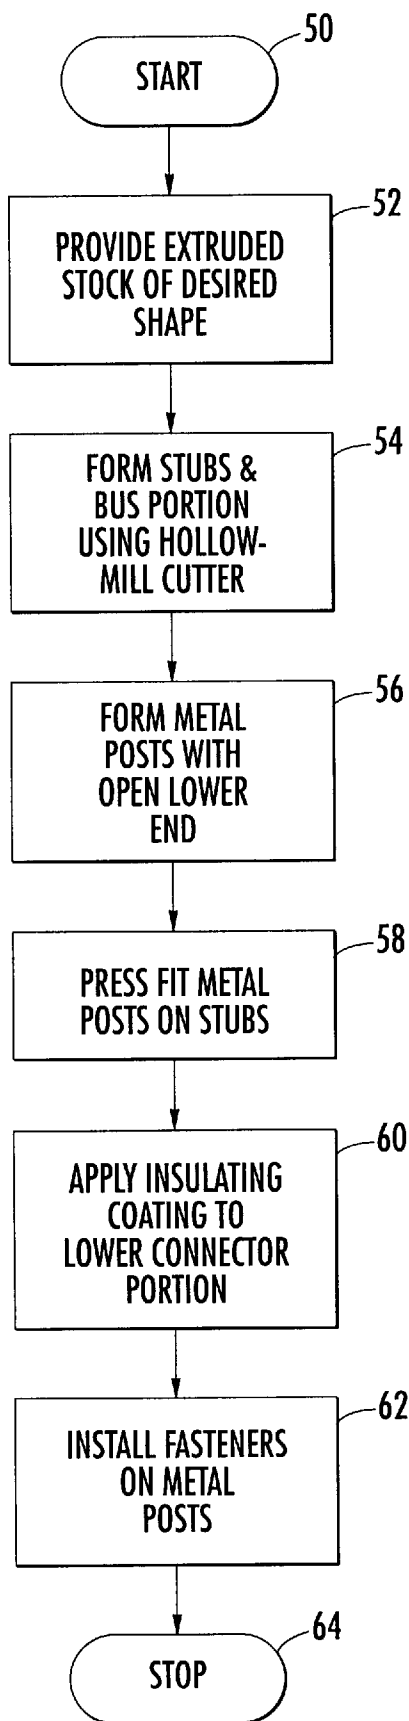 50
START
52
PROVIDE EXTRUDED
STOCK OF DESIRED
SHAPE
54
FORM STUBS &
BUS PORTION
USING HOLLOW-
MILL CUTTER
56
FORM METAL
POSTS WITH
OPEN LOWER
END
58
PRESS FIT METAL
POSTS ON STUBS
60
APPLY INSULATING
COATING TO
LOWER CONNECTOR
PORTION
62
INSTALL FASTENERS
ON METAL
POSTS
64
STOP